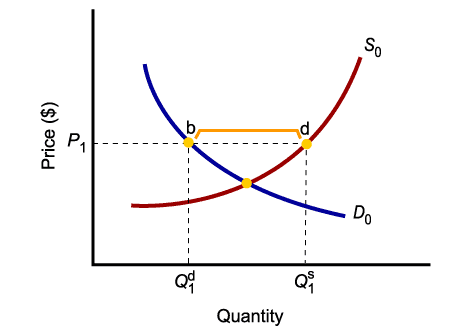 S₀
b
d
P₁
Price ($)
D₀
Q₁ᵈ
Q₁ˢ
Quantity